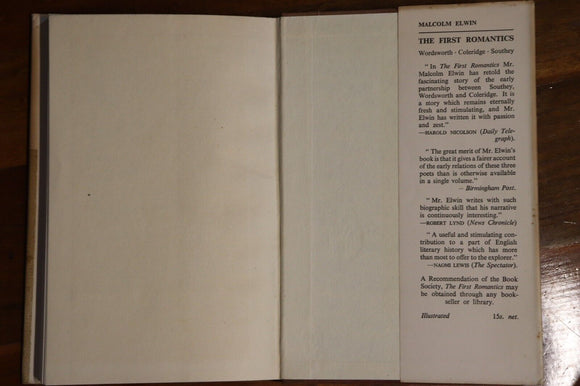 MALCOLM ELWIN
THE FIRST ROMANTICS
Wordsworth · Coleridge · Southey
" In The First Romantics Mr.
Malcolm Elwin has retold the
fascinating story of the early
partnership between Southey,
Wordsworth and Coleridge. It is
a story which remains eternally
fresh and stimulating, and Mr.
Elwin has written it with passion
and zest."
—HAROLD NICOLSON (Daily Tele-
graph).
" The great merit of Mr. Elwin's
book is that it gives a fairer account
of the early relations of these three
poets than is otherwise available
in a single volume."
– Birmingham Post.
" Mr. Elwin writes with such
biographic skill that his narrative
is continuously interesting."
—ROBERT LYND (News Chronicle)
" A useful and stimulating con-
tribution to a part of English
literary history which has more
than most to offer to the explorer."
—NAOMI LEWIS (The Spectator).
A Recommendation of the Book
Society, The First Romantics may
be obtained through any book-
seller or library.
Illustrated 15s. net.